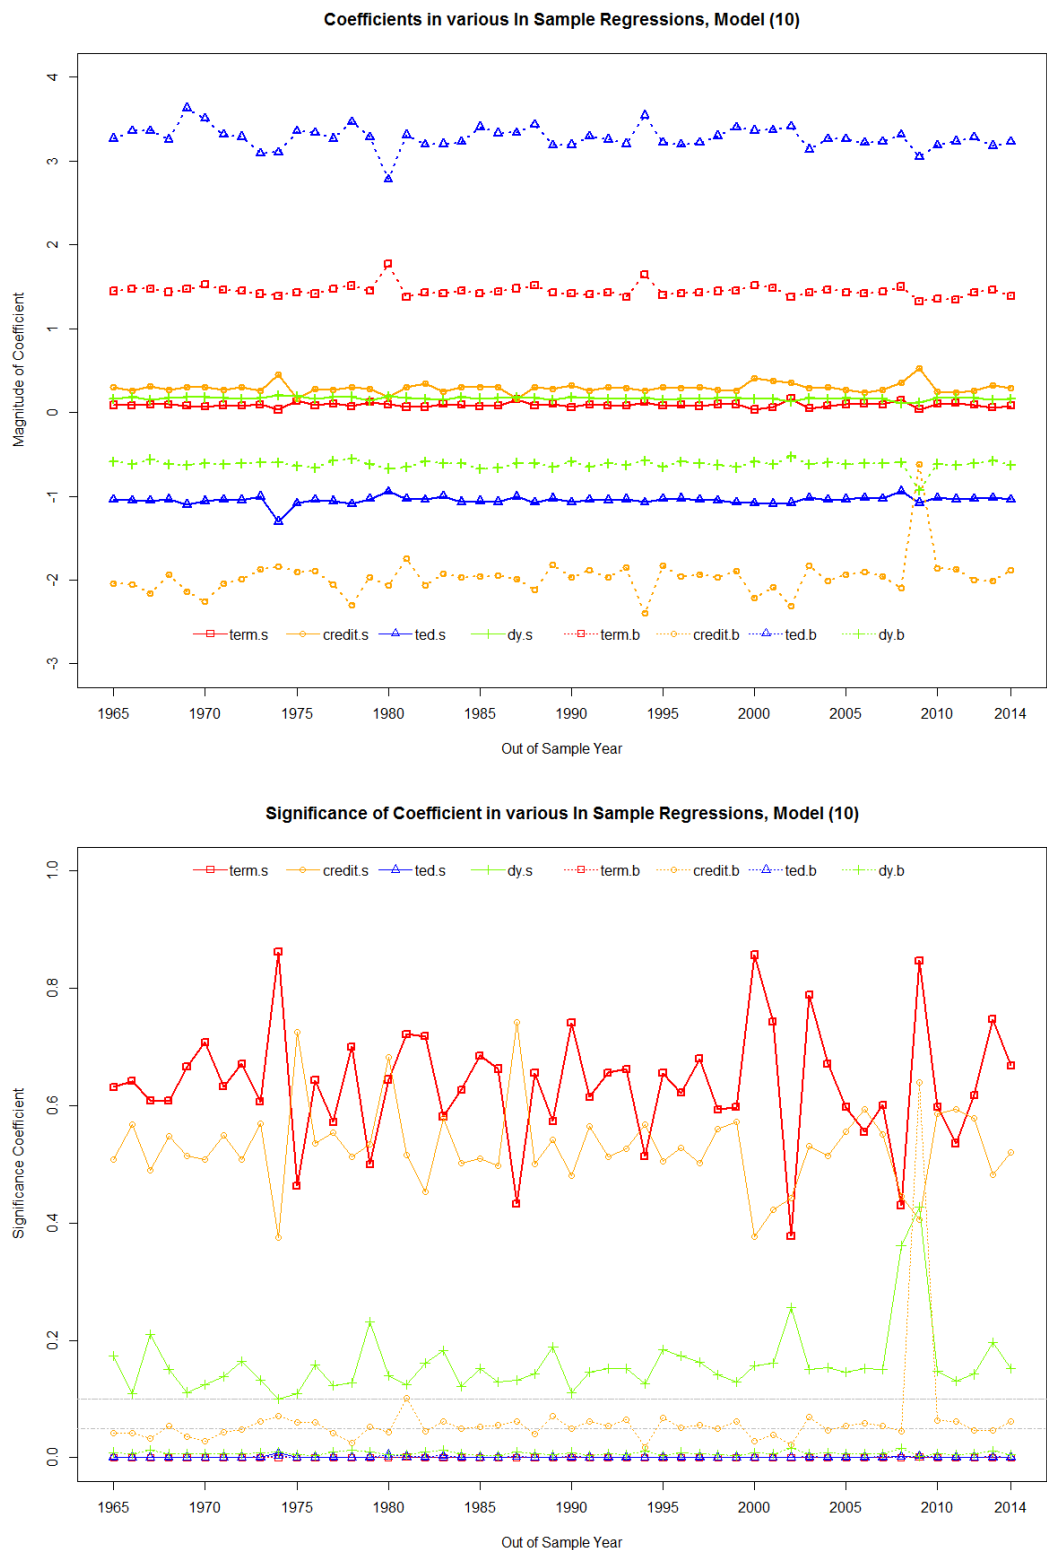 Coefficients in various In Sample Regressions, Model (10)
Magnitude of Coefficient
4
3
2
1
0
-1
-2
-3
term.s credit.s ted.s dy.s term.b credit.b ted.b dy.b
1965 1970 1975 1980 1985 1990 1995 2000 2005 2010 2014
Out of Sample Year
Significance of Coefficient in various In Sample Regressions, Model (10)
Significance Coefficient
1.0
0.8
0.6
0.4
0.2
0.0
term.s credit.s ted.s dy.s term.b credit.b ted.b dy.b
1965 1970 1975 1980 1985 1990 1995 2000 2005 2010 2014
Out of Sample Year